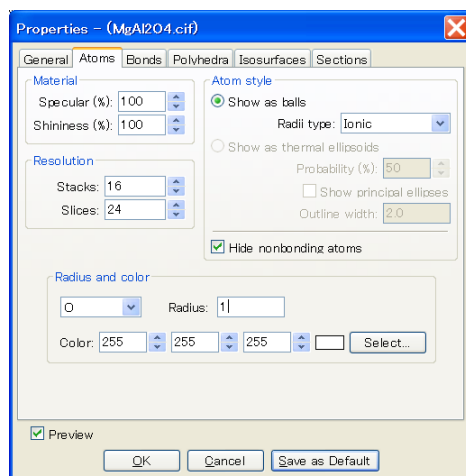 Properties - (MgAl2O4.cif)
General Atoms Bonds Polyhedra Isosurfaces Sections
Material
Specular (%): 100
Shininess (%): 100
Resolution
Stacks: 16
Slices: 24
Atom style
Show as balls
Radii type: Ionic
Show as thermal ellipsoids
Probability (%): 50
Show principal ellipses
Outline width: 2.0
Hide nonbonding atoms
Radius and color
O Radius: 1
Color: 255 255 255 Select...
Preview
OK Cancel Save as Default